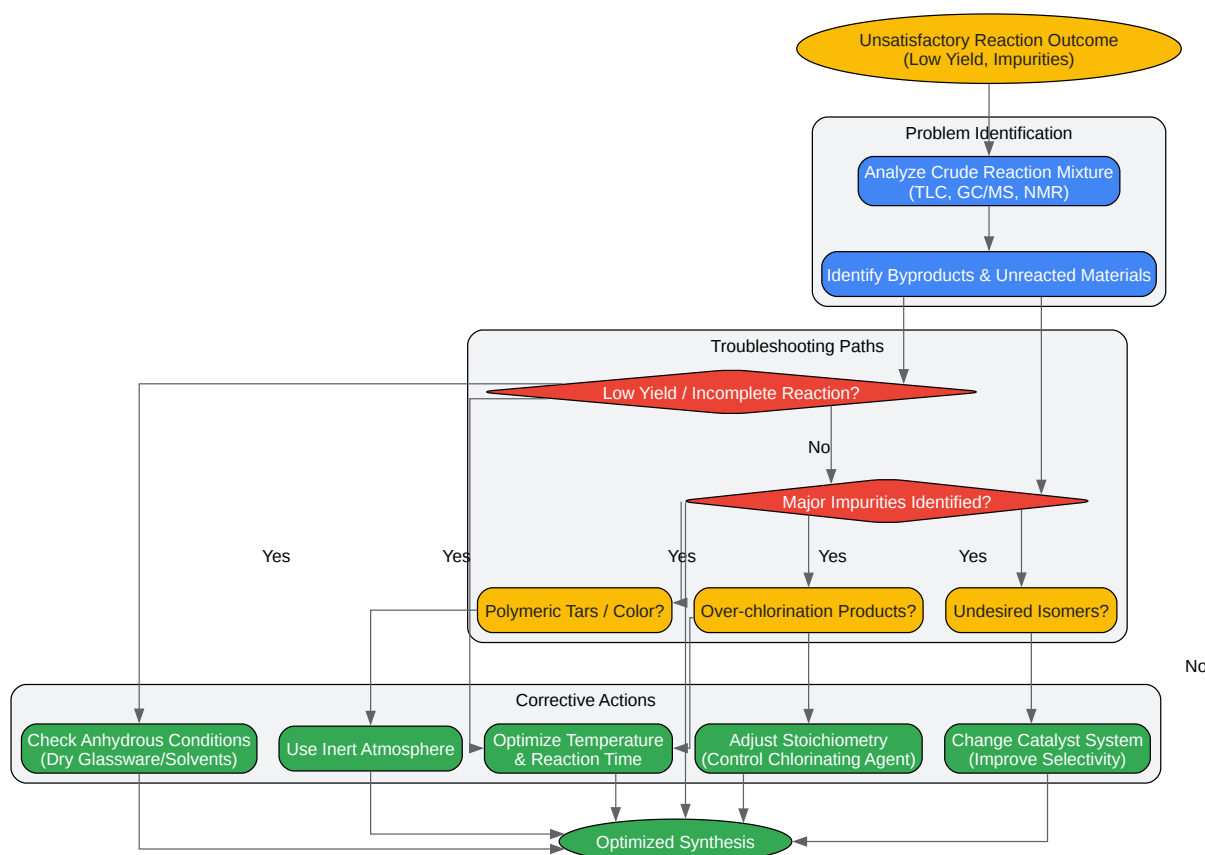 Unsatisfactory Reaction Outcome
(Low Yield, Impurities)
Problem Identification
Analyze Crude Reaction Mixture
(TLC, GC/MS, NMR)
Identify Byproducts & Unreacted Materials
Troubleshooting Paths
Low Yield / Incomplete Reaction?
No
Major Impurities Identified?
Yes
Yes
Yes
Yes
Yes
Polymeric Tars / Color?
Over-chlorination Products?
Undesired Isomers?
No
Corrective Actions
Check Anhydrous Conditions
(Dry Glassware/Solvents)
Use Inert Atmosphere
Optimize Temperature
& Reaction Time
Adjust Stoichiometry
(Control Chlorinating Agent)
Change Catalyst System
(Improve Selectivity)
Optimized Synthesis